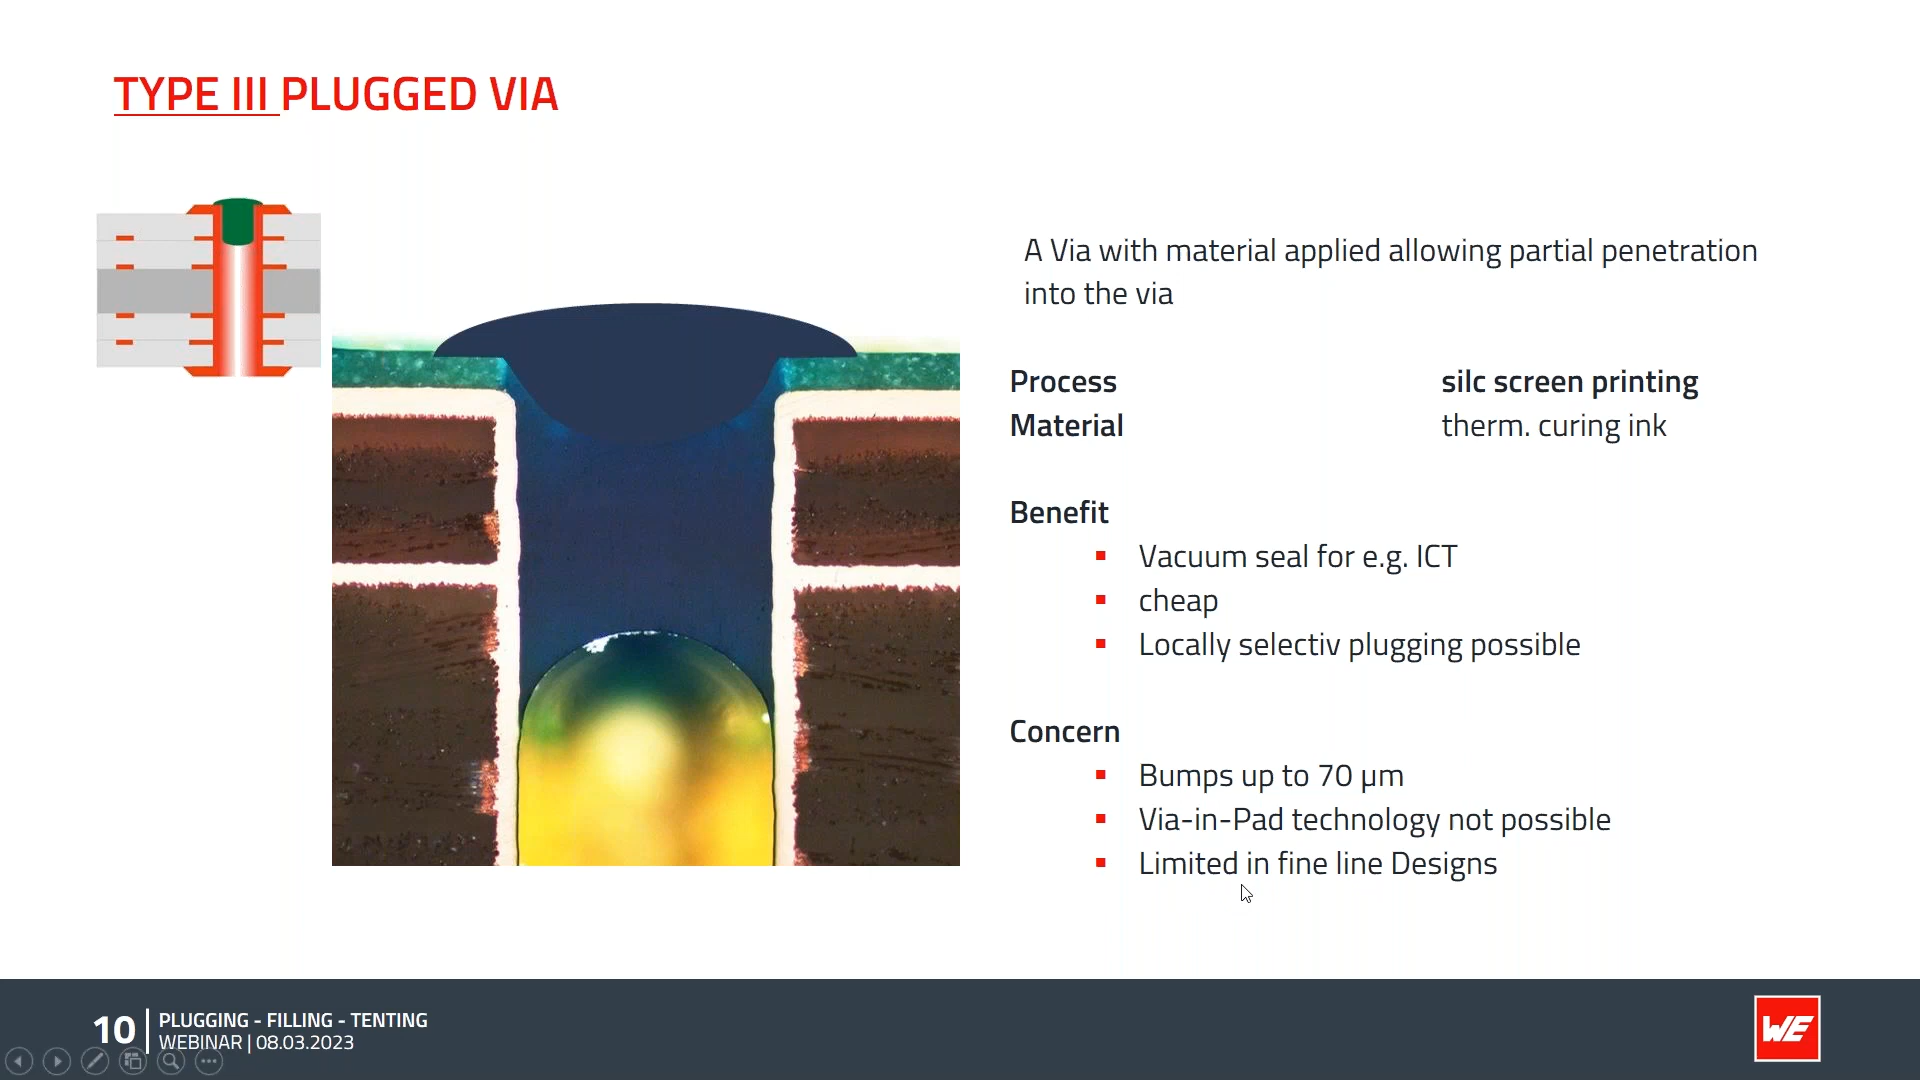 TYPE III PLUGGED VIA
A Via with material applied allowing partial penetration
into the via
Process silc screen printing
Material therm. curing ink
Benefit
Vacuum seal for e.g. ICT
cheap
Locally selectiv plugging possible
Concern
Bumps up to 70 µm
Via-in-Pad technology not possible
Limited in fine line Designs
10
PLUGGING - FILLING - TENTING
WEBINAR | 08.03.2023
WE